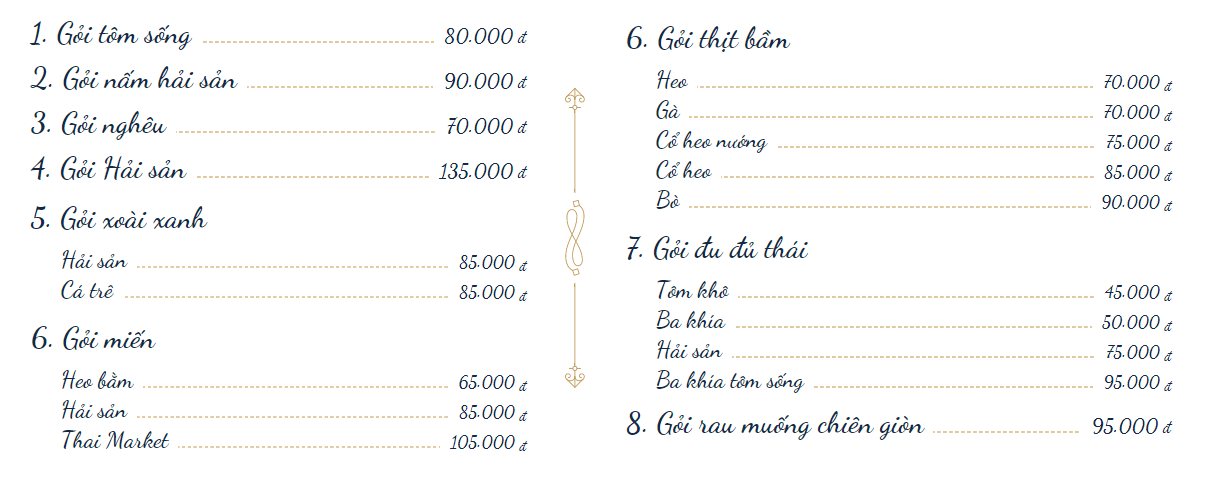 1. Gỏi tôm sống 80.000 đ
2. Gỏi nấm hải sản 90.000 đ
3. Gỏi nghêu 70.000 đ
4. Gỏi Hải sản 135.000 đ
5. Gỏi xoài xanh
Hải sản 85.000 đ
Cá trê 85.000 đ
6. Gỏi miến
Heo bằm 65.000 đ
Hải sản 85.000 đ
Thai Market 105.000 đ
6. Gỏi thịt bầm
Heo 70.000 đ
Gà 70.000 đ
Cổ heo nướng 75.000 đ
Cổ heo 85.000 đ
Bò 90.000 đ
7. Gỏi đu đủ thái
Tôm khô 45.000 đ
Ba khía 50.000 đ
Hải sản 75.000 đ
Ba khía tôm sống 95.000 đ
8. Gỏi rau muống chiên giòn 95.000 đ